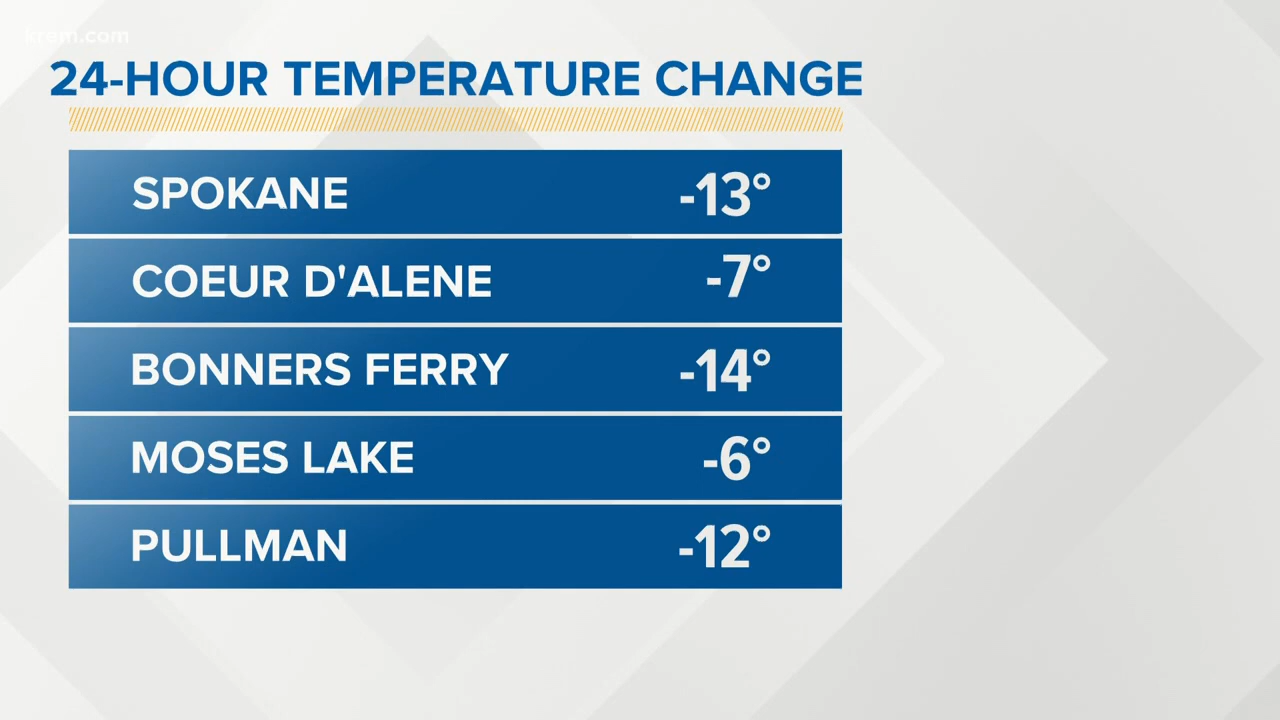 krem.com
24-HOUR TEMPERATURE CHANGE
SPOKANE -13°
COEUR D'ALENE -7°
BONNERS FERRY -14°
MOSES LAKE -6°
PULLMAN -12°